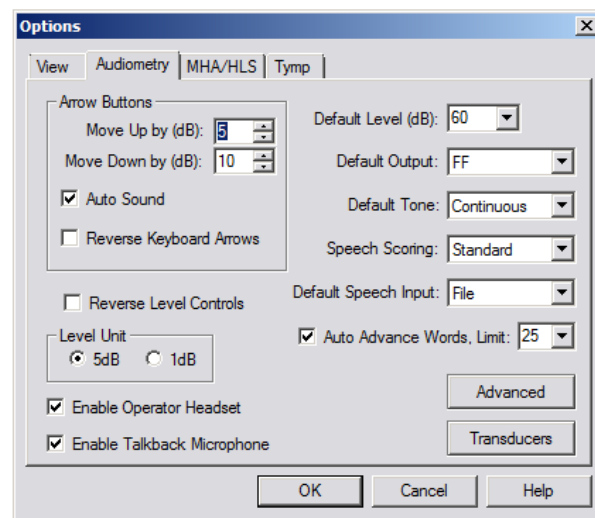 Options
View Audiometry MHA/HLS Tymp
Arrow Buttons
Move Up by (dB): 5
Move Down by (dB): 10
Auto Sound
Reverse Keyboard Arrows
Reverse Level Controls
Level Unit
5dB 1dB
Enable Operator Headset
Enable Talkback Microphone
Default Level (dB): 60
Default Output: FF
Default Tone: Continuous
Speech Scoring: Standard
Default Speech Input: File
Auto Advance Words, Limit: 25
Advanced
Transducers
OK Cancel Help